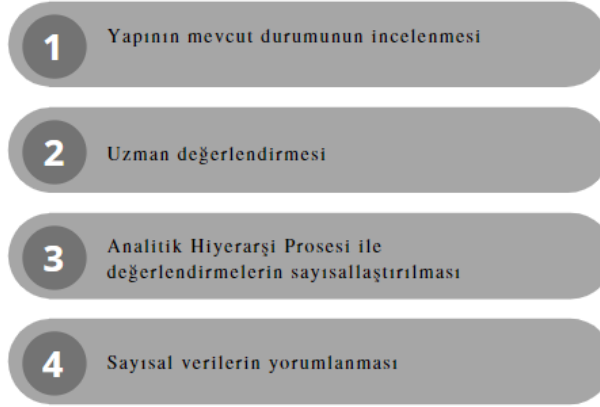 1
Yapının mevcut durumunun incelenmesi
2
Uzman değerlendirmesi
3
Analitik Hiyerarşi Prosesi ile
değerlendirmelerin sayısallaştırılması
4
Sayısal verilerin yorumlanması